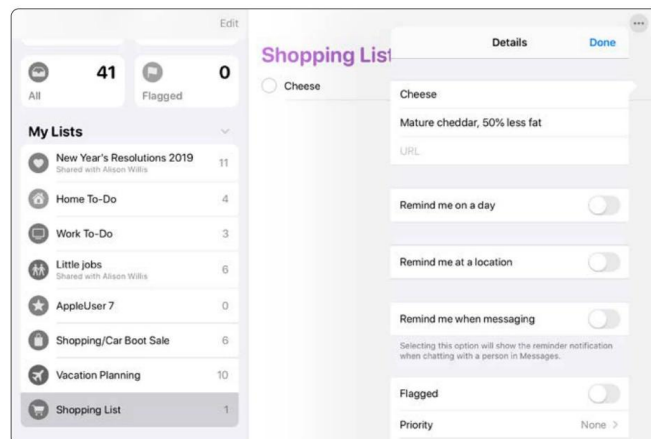 Edit
41
0
All
Flagged
My Lists
New Year's Resolutions 2019
Shared with Alison Willis
11
Home To-Do
4
Work To-Do
3
Little jobs
Shared with Alison Willis
6
AppleUser 7
0
Shopping/Car Boot Sale
6
Vacation Planning
10
Shopping List
1
Shopping List
Cheese
Details
Done
Cheese
Mature cheddar, 50% less fat
URL
Remind me on a day
Remind me at a location
Remind me when messaging
Selecting this option will show the reminder notification
when chatting with a person in Messages.
Flagged
Priority
None